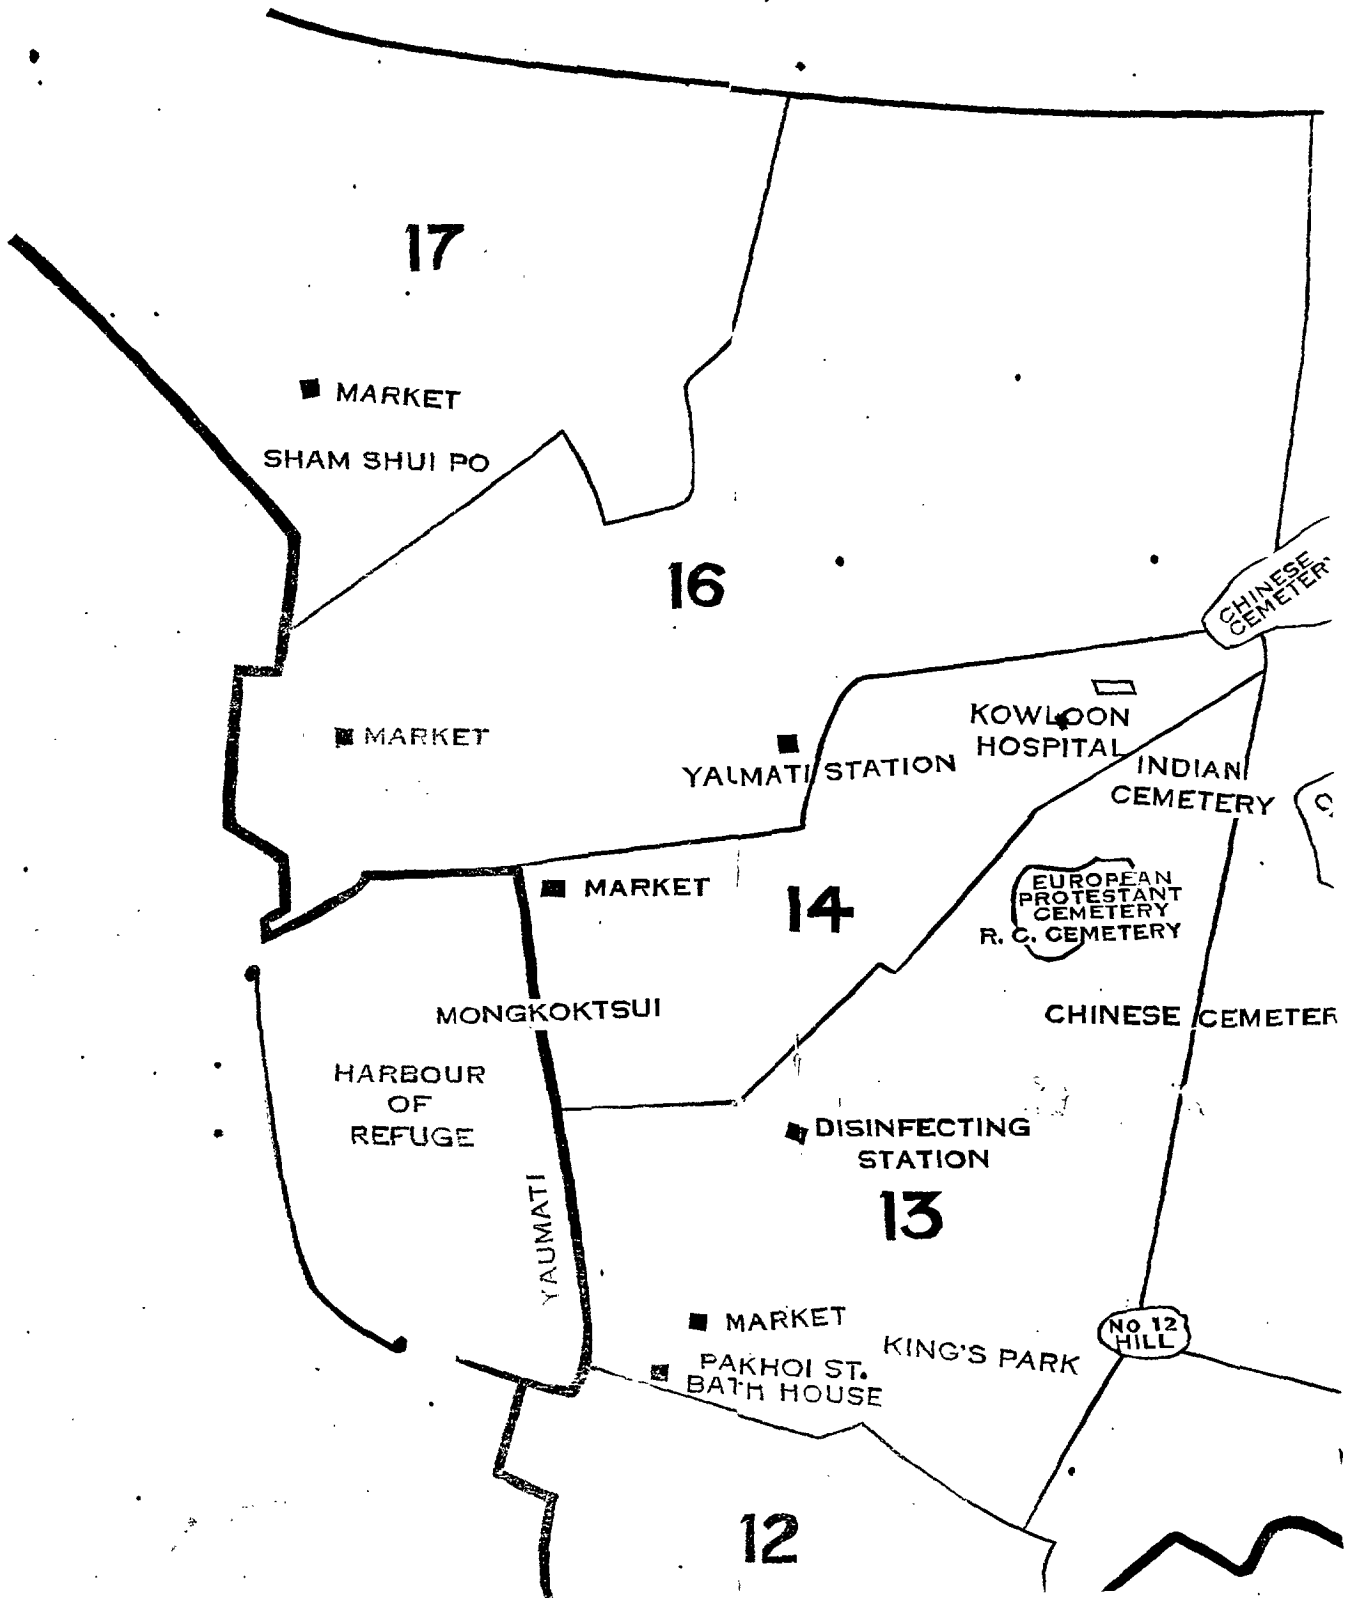 17
MARKET
SHAM SHUI PO
16
CHINESE
CEMETERY
MARKET
YAUMATI STATION
KOWLOON
HOSPITAL
INDIAN
CEMETERY
C
MARKET
14
EUROPEAN
PROTESTANT
CEMETERY
R. C. CEMETERY
MONGKOKTSUI
CHINESE CEMETER
HARBOUR
OF
REFUGE
DISINFECTING
STATION
13
YAUMATI
MARKET
KING'S PARK
NO 12
HILL
PAKHOI ST.
BATH HOUSE
12